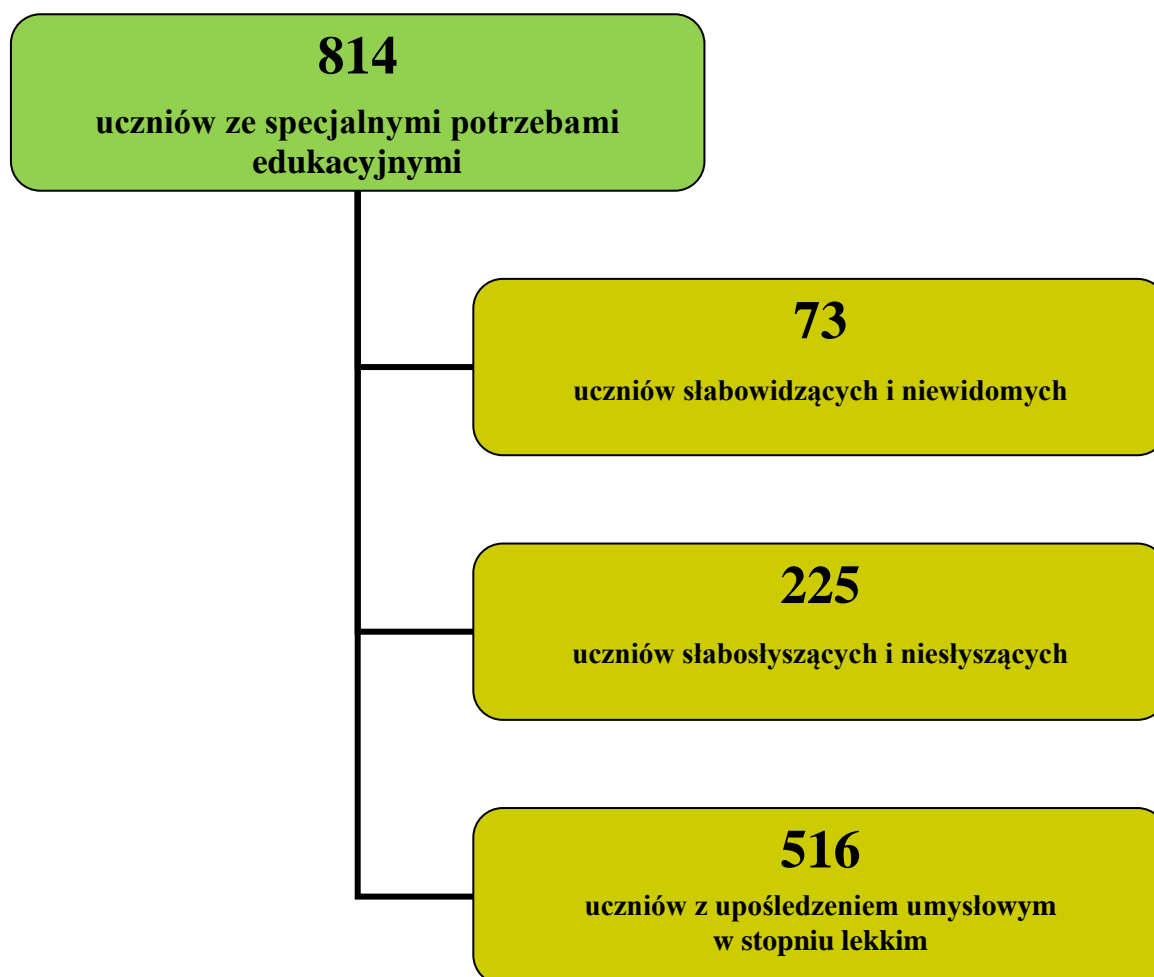 814
uczniów ze specjalnymi potrzebami
edukacyjnymi
73
uczniów słabowidzących i niewidomych
225
uczniów słabosłyszących i niesłyszących
516
uczniów z upośledzeniem umysłowym
w stopniu lekkim